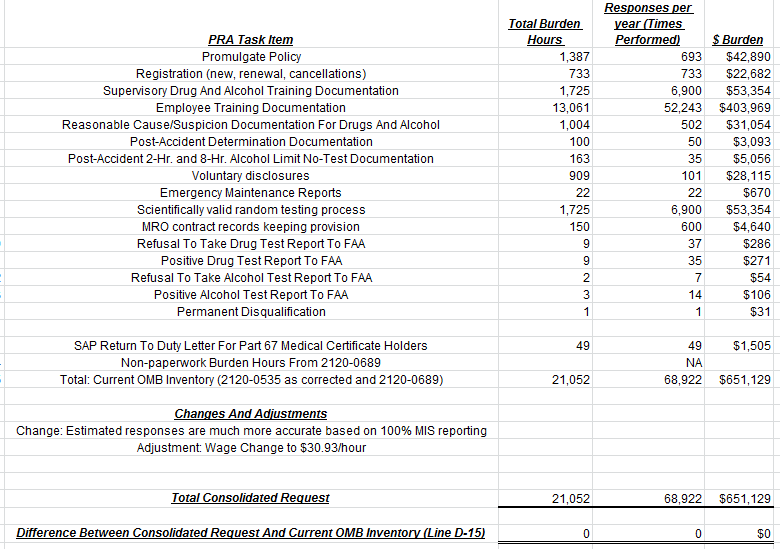 PRA Task Item Total Burden Hours Responses per year (Times Performed) $ Burden
Promulgate Policy 1,387 693 $42,890
Registration (new, renewal, cancellations) 733 733 $22,682
Supervisory Drug And Alcohol Training Documentation 1,725 6,900 $53,354
Employee Training Documentation 13,061 52,243 $403,969
Reasonable Cause/Suspicion Documentation For Drugs And Alcohol 1,004 502 $31,054
Post-Accident Determination Documentation 100 50 $3,093
Post-Accident 2-Hr. and 8-Hr. Alcohol Limit No-Test Documentation 163 35 $5,056
Voluntary disclosures 909 101 $28,115
Emergency Maintenance Reports 22 22 $670
Scientifically valid random testing process 1,725 6,900 $53,354
MRO contract records keeping provision 150 600 $4,640
Refusal To Take Drug Test Report To FAA 9 37 $286
Positive Drug Test Report To FAA 9 35 $271
Refusal To Take Alcohol Test Report To FAA 2 7 $54
Positive Alcohol Test Report To FAA 3 14 $106
Permanent Disqualification 1 1 $31
SAP Return To Duty Letter For Part 67 Medical Certificate Holders 49 49 $1,505
Non-paperwork Burden Hours From 2120-0689 NA
Total: Current OMB Inventory (2120-0535 as corrected and 2120-0689) 21,052 68,922 $651,129
Changes And Adjustments
Change: Estimated responses are much more accurate based on 100% MIS reporting
Adjustment: Wage Change to $30.93/hour
Total Consolidated Request 21,052 68,922 $651,129
Difference Between Consolidated Request And Current OMB Inventory (Line D-15) 0 0 $0